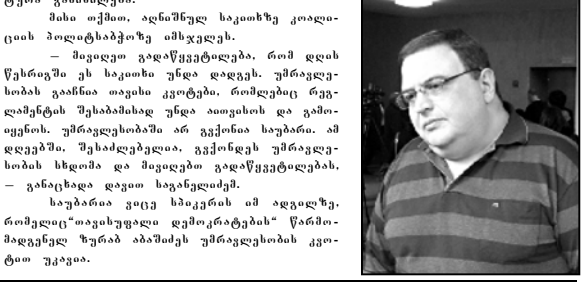 მისი თქმით, აღნიშნულ საკითხზე კოალი-
ციის პოლიტსაბჭოზე იმსჯელეს.
— მივიღეთ გადაწყვეტილება, რომ დღის
წესრიგში ეს საკითხი უნდა დადგეს. უმრავლე-
სობას გააჩნია თავისი კვოტები, რომლებიც რეგ-
ლამენტის შესაბამისად უნდა აითვისოს და გამო-
იყენოს. უმრავლესობაში არ გვქონია საუბარი. ამ
დღეებში, შესაძლებელია, გვქონდეს უმრავლე-
სობის სხდომა და მივიღებთ გადაწყვეტილებას,
— განაცხადა დავით საგანელიძემ.
საუბარია ვიცე სპიკერის იმ ადგილზე,
რომელიც“თავისუფალი დემოკრატების“ წარმო-
მადგენელ ზურაბ აბაშიძეს უმრავლესობის კვო-
ტით უკავია.